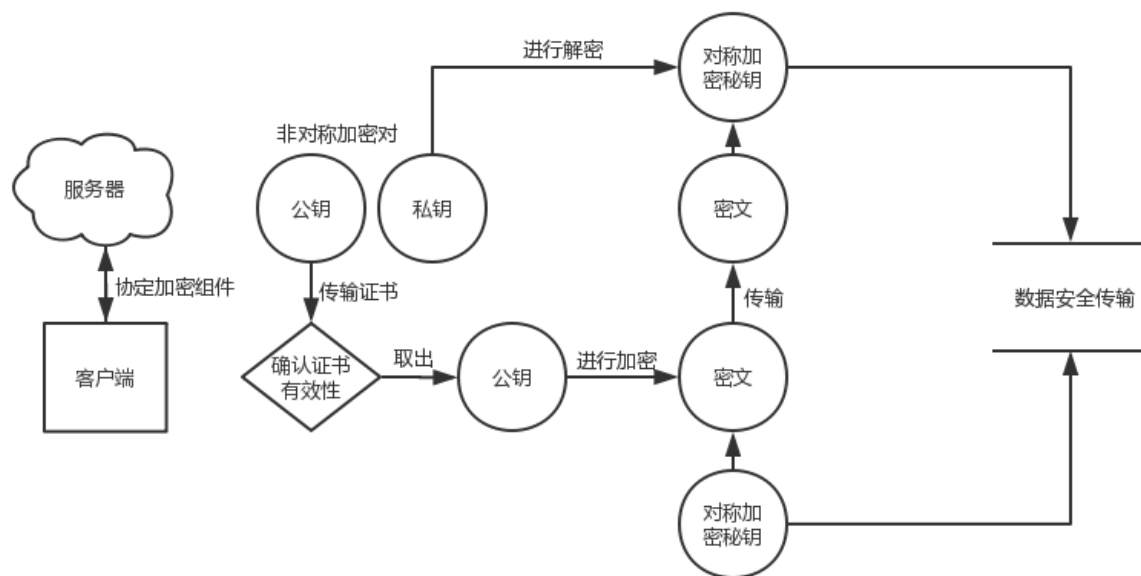 进行解密
对称加
密秘钥
非对称加密对
服务器
公钥
私钥
密文
协定加密组件
传输证书
传输
数据安全传输
客户端
确认证书
有效性
取出
公钥
进行加密
密文
对称加
密秘钥